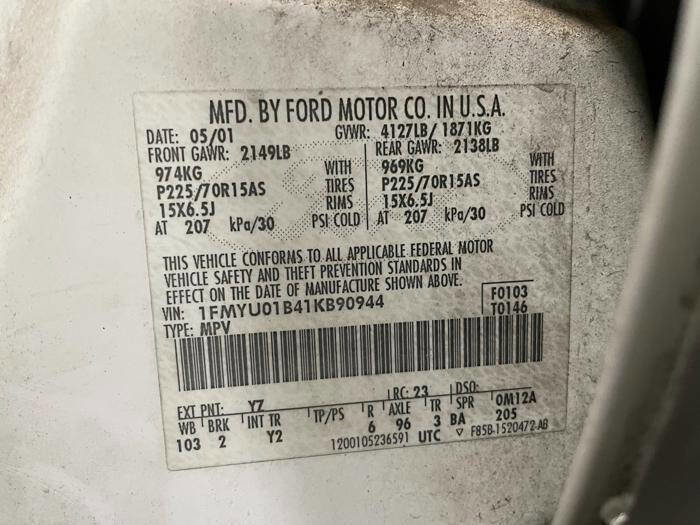 MFD. BY FORD MOTOR CO. IN U.S.A.
DATE: 05/01 GVWR: 4127LB/ 1871KG
FRONT GAWR: 2149LB REAR GAWR: 2138LB
974KG WITH 969KG WITH
P225/70R15AS TIRES P225/70R15AS TIRES
15X6.5J RIMS 15X6.5J RIMS
AT 207 kPa/30 PSI COLD AT 207 kPa/30 PSI COLD
THIS VEHICLE CONFORMS TO ALL APPLICABLE FEDERAL MOTOR
VEHICLE SAFETY AND THEFT PREVENTION STANDARDS IN
EFFECT ON THE DATE OF MANUFACTURE SHOWN ABOVE.
VIN: 1FMYU01B41KB90944 F0103
TYPE: MPV T0146
EXT PNT: YZ RC: 23 DSO:
WB BRK INT TR TP/PS R AXLE TR SPR 0M12A
103 2 Y2 6 96 3 BA 205
1200105236591 UTC ▽ F85B-1520472-AB